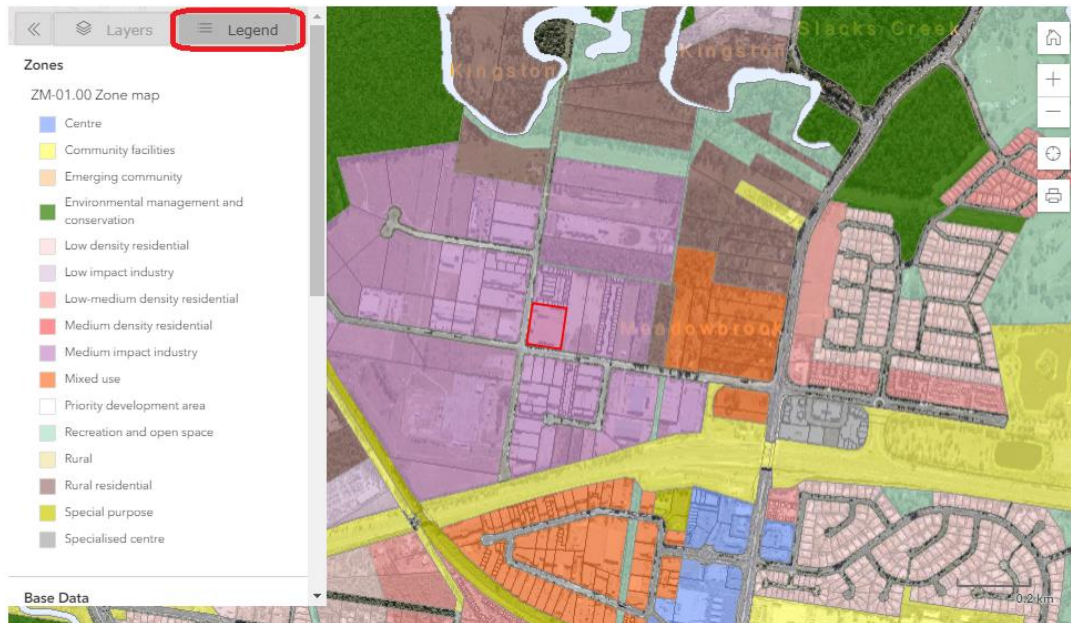 Layers
Legend
Zones
ZM-01.00 Zone map
Centre
Community facilities
Emerging community
Environmental management and
conservation
Low density residential
Low impact industry
Low-medium density residential
Medium density residential
Medium impact industry
Mixed use
Priority development area
Recreation and open space
Rural
Rural residential
Special purpose
Specialised centre
Base Data
Kingston
Kingston
Slacks Creek
Meadowbrook
0.2 km